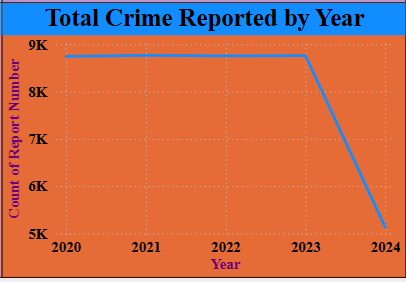 Total Crime Reported by Year
Count of Report Number
9K
8K
7K
6K
5K
2020 2021 2022 2023 2024
Year